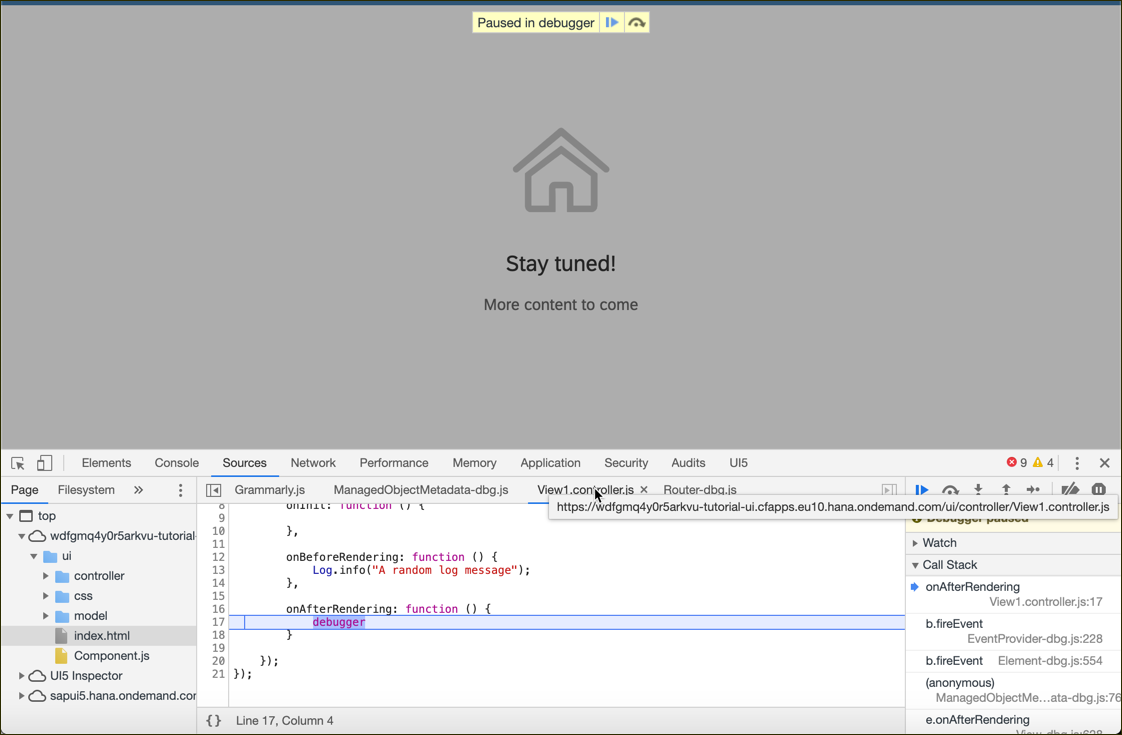 Paused in debugger
Stay tuned!
More content to come
Elements Console Sources Network Performance Memory Application Security Audits UI5 9 4
Page Filesystem » Grammarly.js ManagedObjectMetadata-dbg.js View1.controller.js × Router-dbg.js
https://wdfgmq4y0r5arkvu-tutorial-ui.cfapps.eu10.hana.ondemand.com/ui/controller/View1.controller.js
top
wdfgmq4y0r5arkvu-tutorial-
ui
controller
css
model
index.html
Component.js
UI5 Inspector
sapui5.hana.ondemand.cor
8 onInit: function () {
9
10 },
11
12 onBeforeRendering: function () {
13 Log.info("A random log message");
14 },
15
16 onAfterRendering: function () {
17 debugger
18 }
19
20 });
21 });
{ } Line 17, Column 4
Debugger paused
Watch
Call Stack
onAfterRendering
View1.controller.js:17
b.fireEvent
EventProvider-dbg.js:228
b.fireEvent Element-dbg.js:554
(anonymous)
ManagedObjectMe…ata-dbg.js:76
e.onAfterRendering
View-dbg.js:628